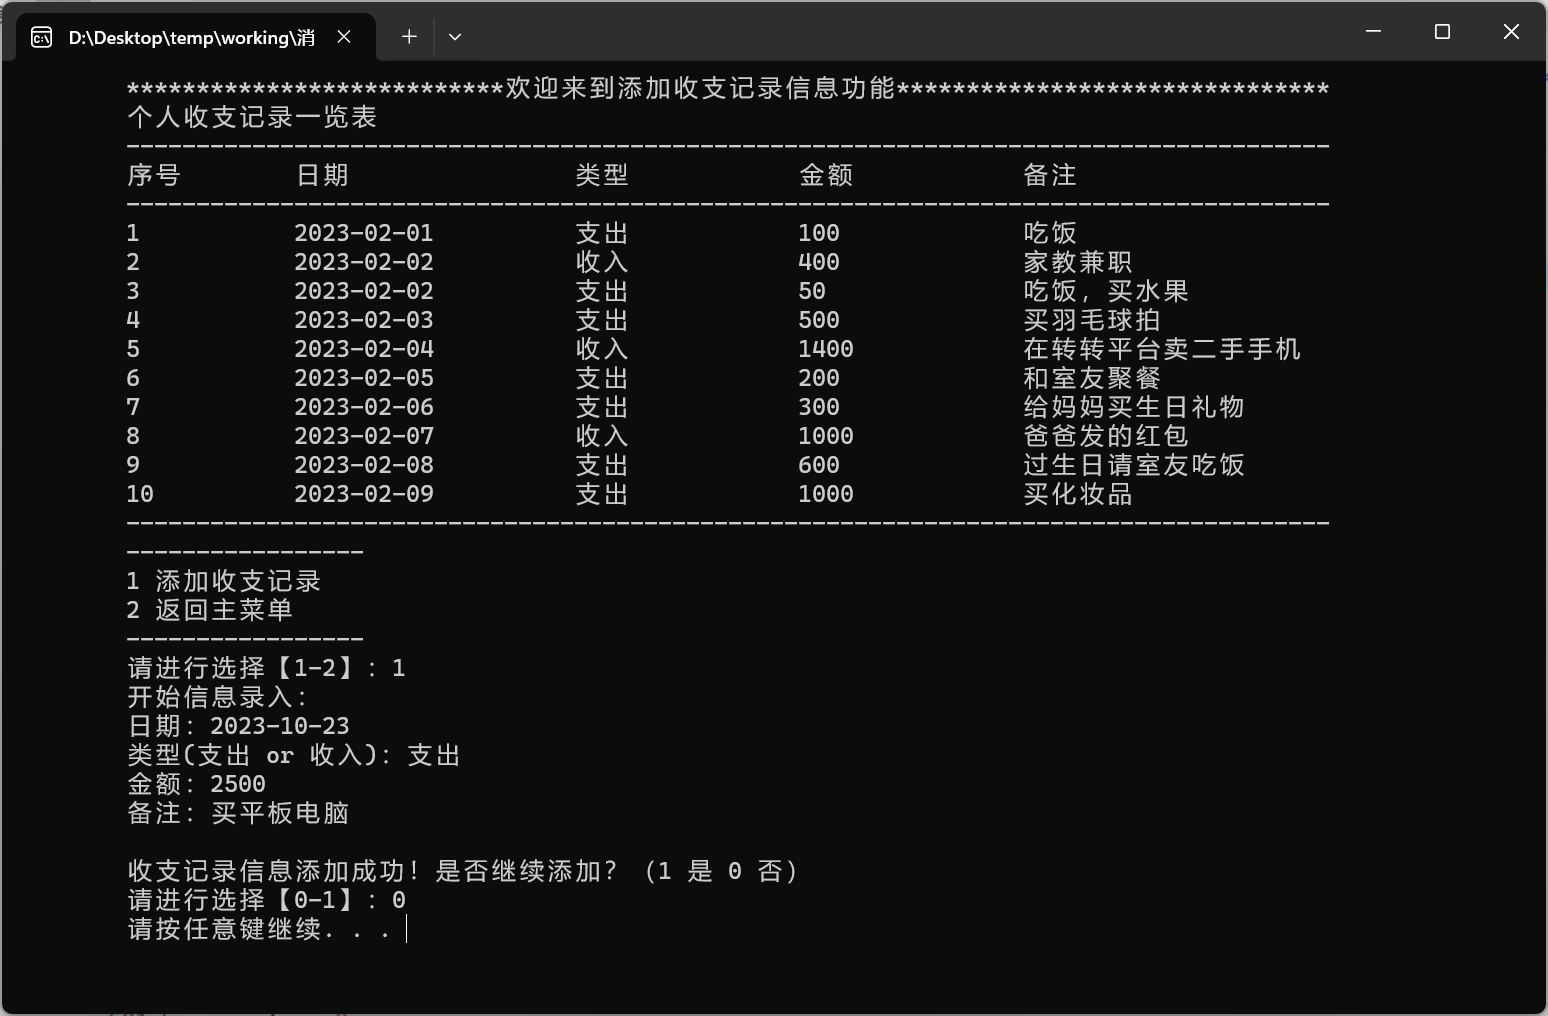 D:\Desktop\temp\working\消
***************************欢迎来到添加收支记录信息功能*******************************
个人收支记录一览表
--------------------------------------------------------------------------------------
序号 日期 类型 金额 备注
--------------------------------------------------------------------------------------
1 2023-02-01 支出 100 吃饭
2 2023-02-02 收入 400 家教兼职
3 2023-02-02 支出 50 吃饭，买水果
4 2023-02-03 支出 500 买羽毛球拍
5 2023-02-04 收入 1400 在转转平台卖二手手机
6 2023-02-05 支出 200 和室友聚餐
7 2023-02-06 支出 300 给妈妈买生日礼物
8 2023-02-07 收入 1000 爸爸发的红包
9 2023-02-08 支出 600 过生日请室友吃饭
10 2023-02-09 支出 1000 买化妆品
--------------------------------------------------------------------------------------
-----------------
1 添加收支记录
2 返回主菜单
-----------------
请进行选择【1-2】：1
开始信息录入：
日期：2023-10-23
类型(支出 or 收入)：支出
金额：2500
备注：买平板电脑
收支记录信息添加成功！是否继续添加？（1 是 0 否）
请进行选择【0-1】：0
请按任意键继续. . .